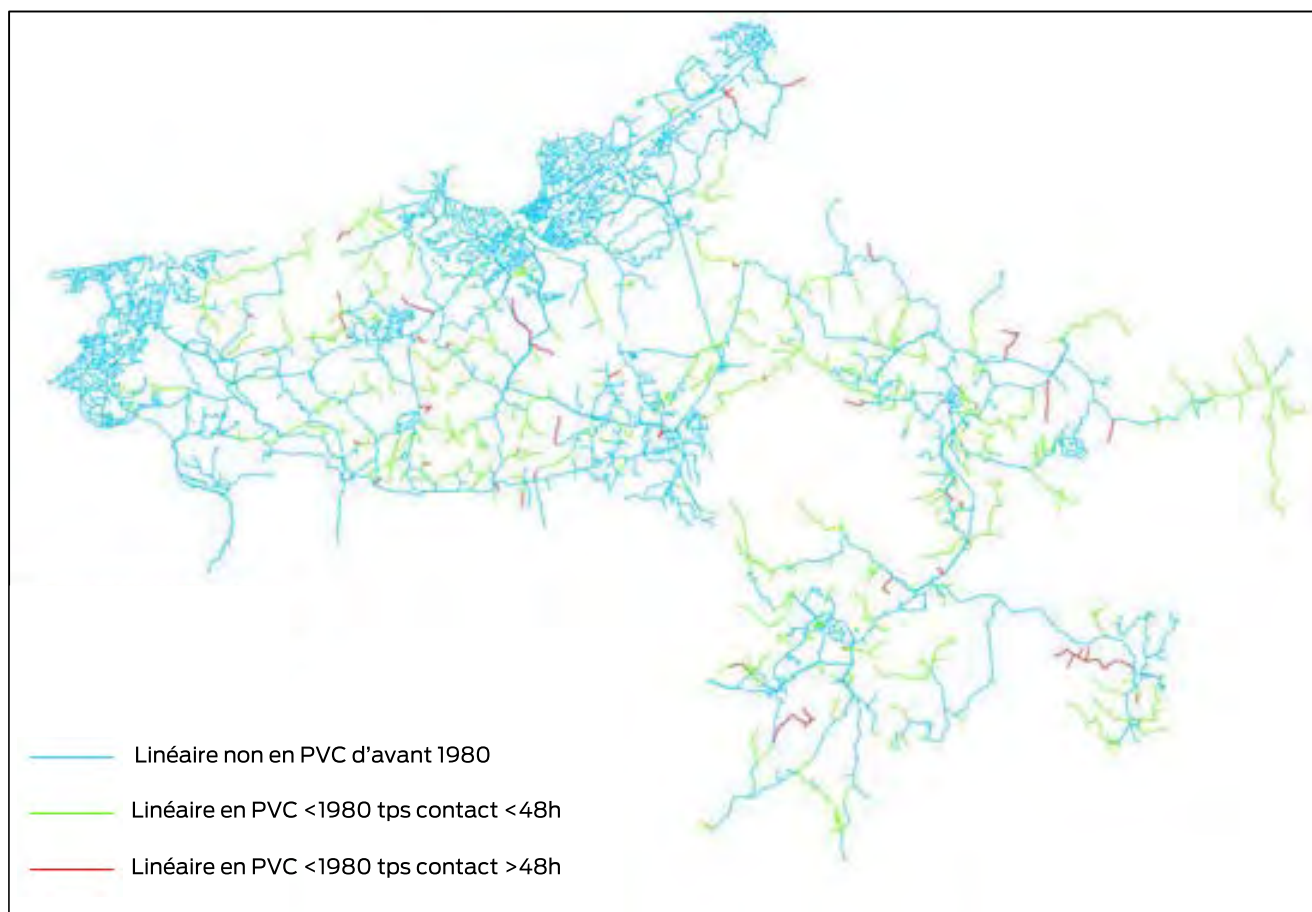 Linéaire non en PVC d'avant 1980
Linéaire en PVC <1980 tps contact <48h
Linéaire en PVC <1980 tps contact >48h